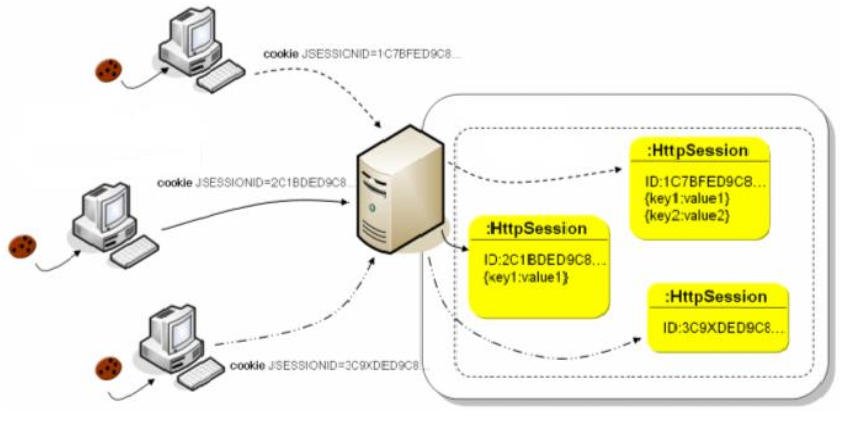 cookie JSESSIONID=1C7BFED9C8...
cookie JSESSIONID=2C1BDED9C8...
cookie JSESSIONID=3C9XDED9C8...
:HttpSession
ID:1C7BFED9C8...
{key1:value1}
{key2:value2}
:HttpSession
ID:2C1BDED9C8...
{key1:value1}
:HttpSession
ID:3C9XDED9C8...